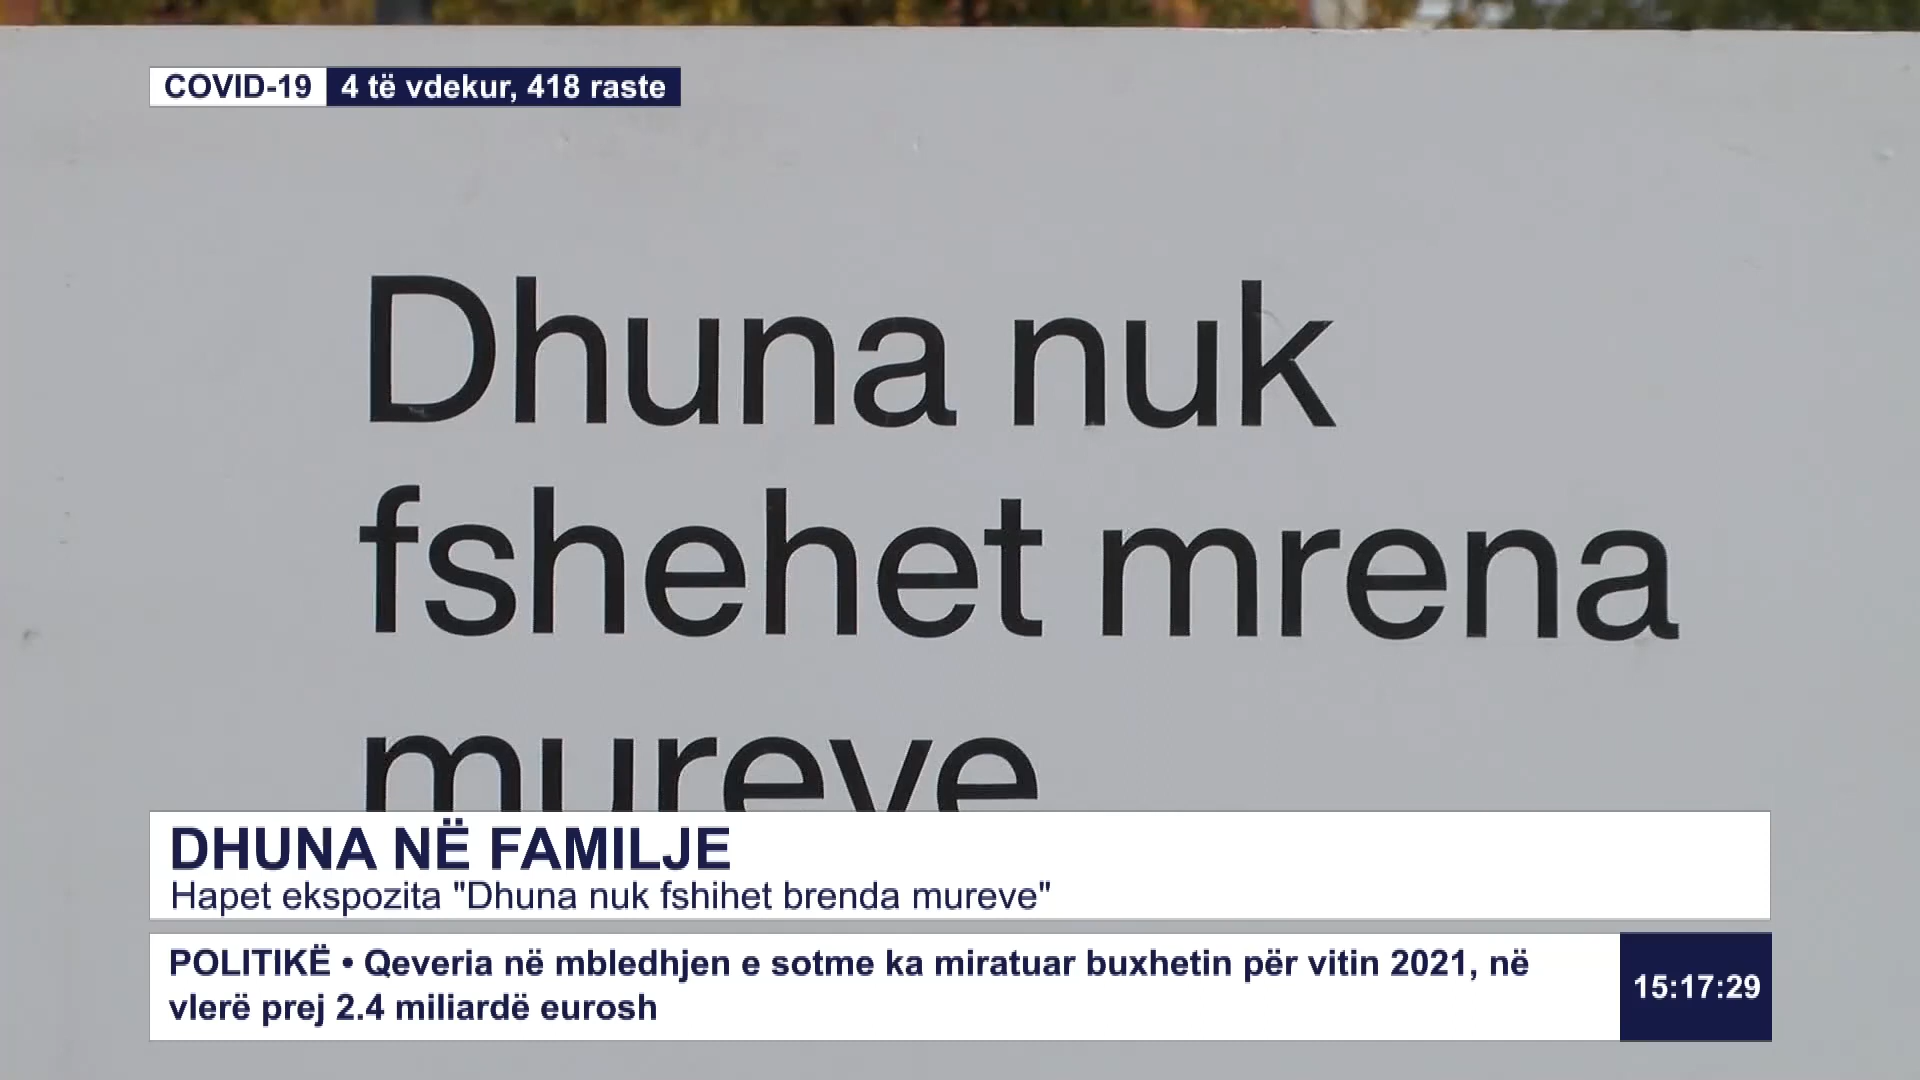 COVID-19 4 të vdekur, 418 raste
Dhuna nuk
fshehet mrena
mureve
DHUNA NË FAMILJE
Hapet ekspozita "Dhuna nuk fshihet brenda mureve"
POLITIKË • Qeveria në mbledhjen e sotme ka miratuar buxhetin për vitin 2021, në
vlerë prej 2.4 miliardë eurosh
15:17:29